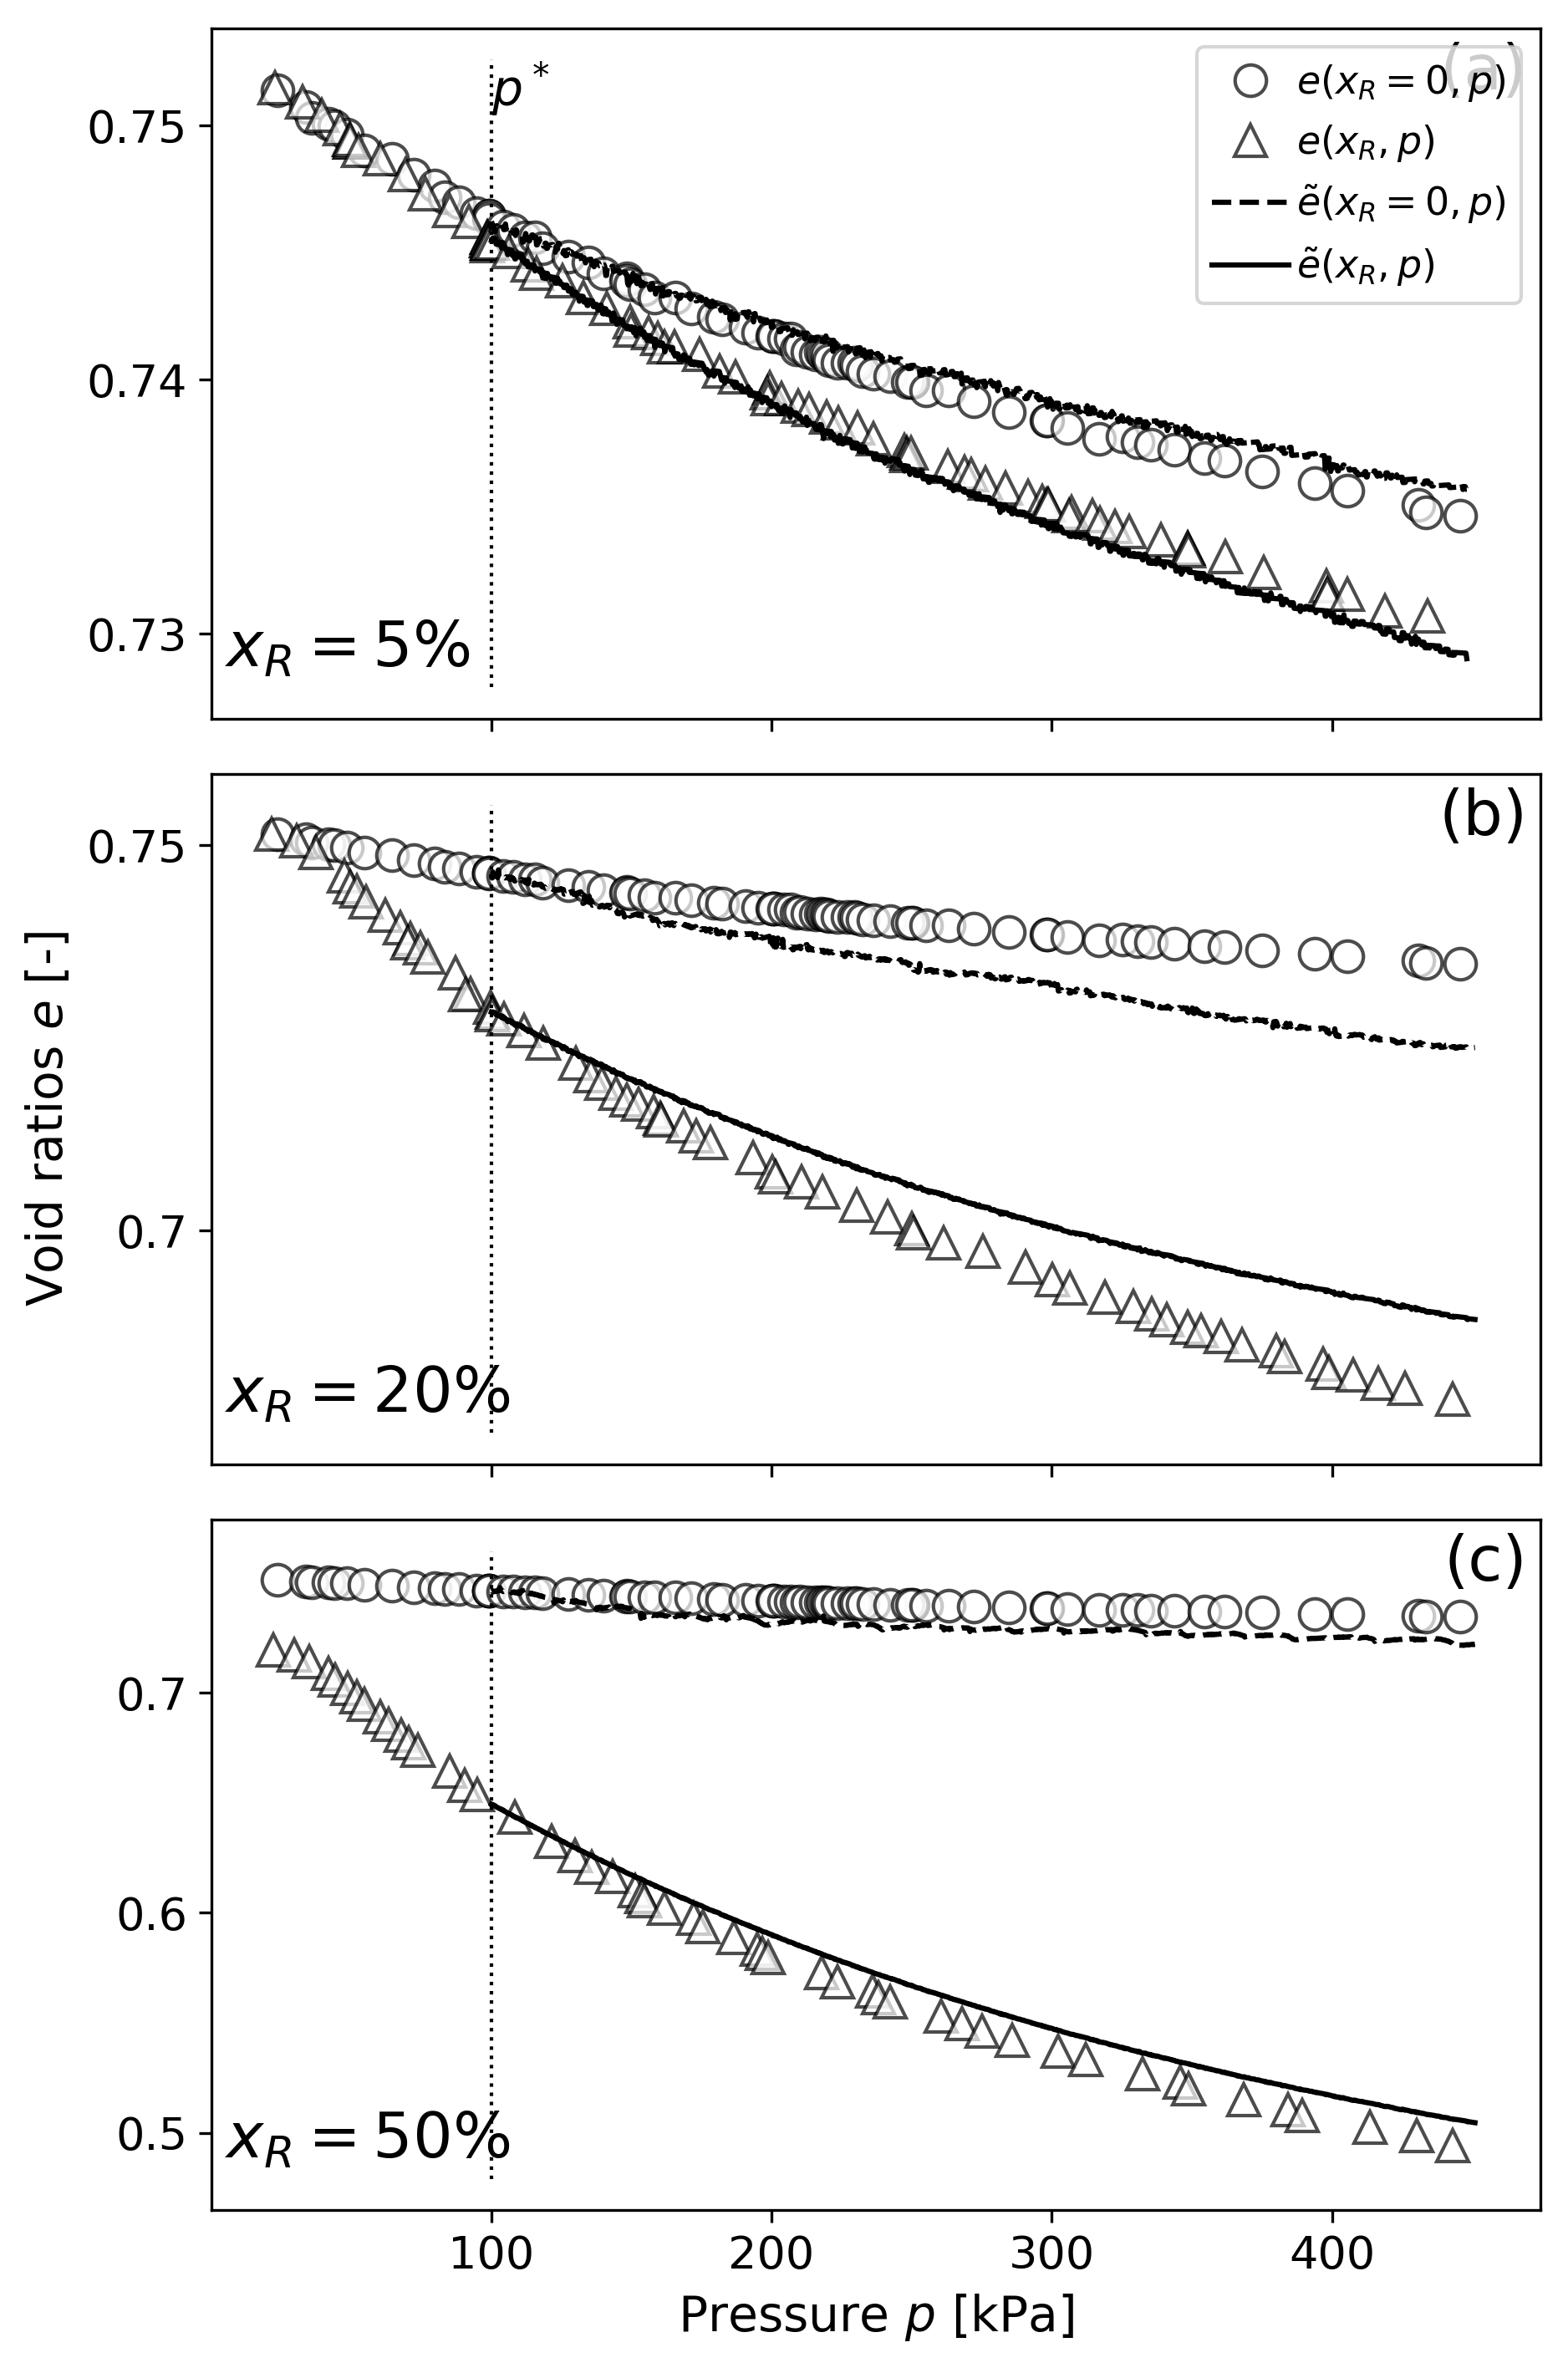 (a)
p*
e(x_R = 0, p)
e(x_R, p)
ẽ(x_R = 0, p)
ẽ(x_R, p)
0.75
0.74
0.73
x_R = 5%
(b)
0.75
0.7
x_R = 20%
Void ratios e [-]
(c)
0.7
0.6
0.5
x_R = 50%
100 200 300 400
Pressure p [kPa]